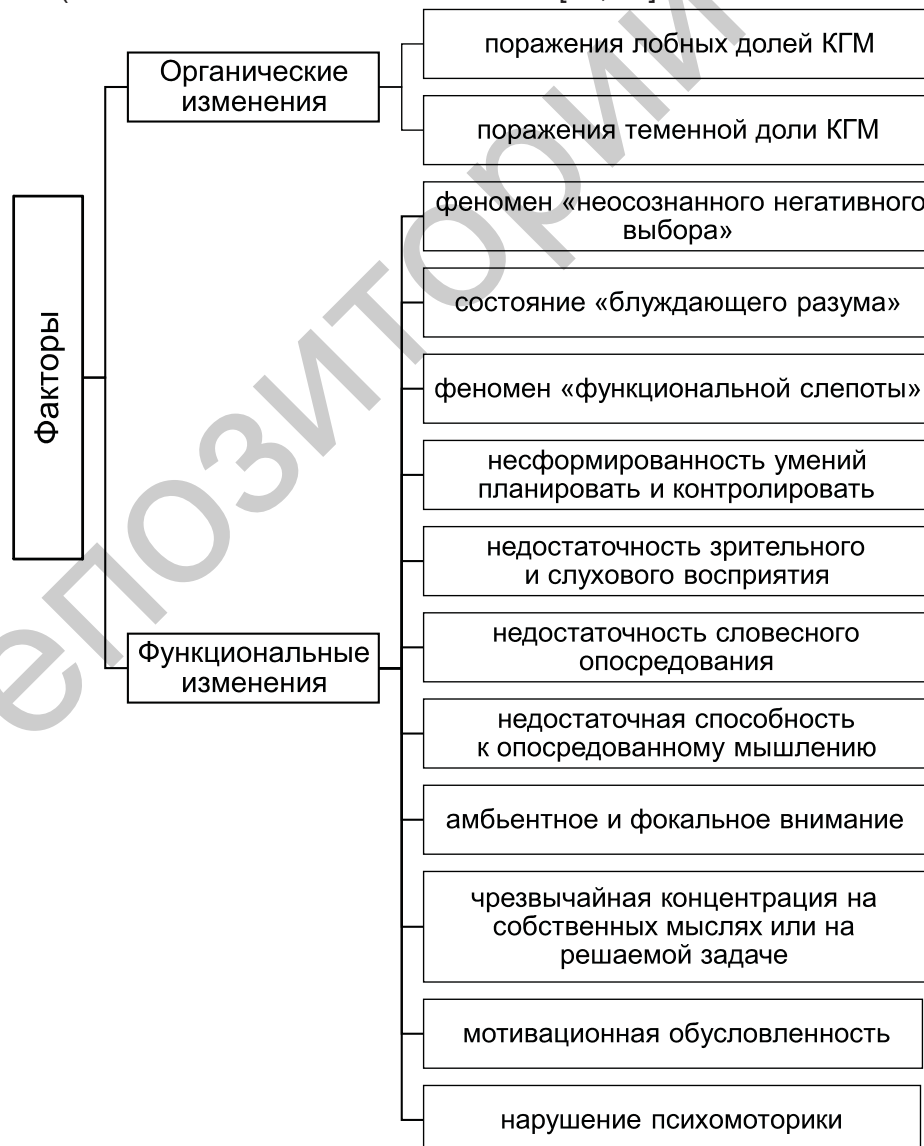 Факторы
Органические
изменения
поражения лобных долей КГМ
поражения теменной доли КГМ
Функциональные
изменения
феномен «неосознанного негативного
выбора»
состояние «блуждающего разума»
феномен «функциональной слепоты»
несформированность умений
планировать и контролировать
недостаточность зрительного
и слухового восприятия
недостаточность словесного
опосредования
недостаточная способность
к опосредованному мышлению
амбьентное и фокальное внимание
чрезвычайная концентрация на
собственных мыслях или на
решаемой задаче
мотивационная обусловленность
нарушение психомоторики
епозиторий